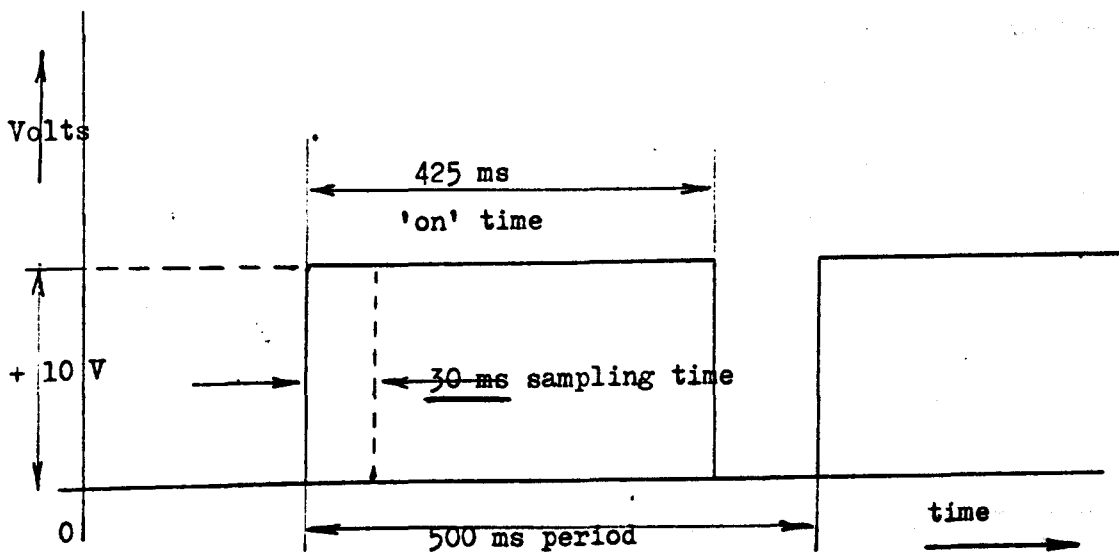 Volts
425 ms
'on' time
+ 10 V
30 ms sampling time
0
500 ms period
time